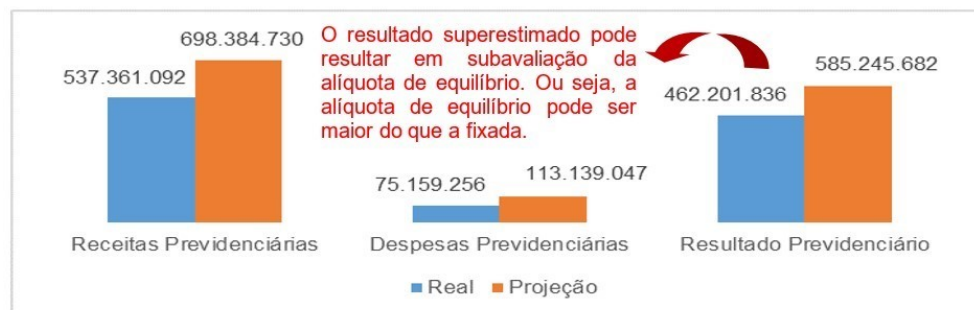 698.384.730
537.361.092
O resultado superestimado pode
resultar em subavaliação da
alíquota de equilíbrio. Ou seja, a
alíquota de equilíbrio pode ser
maior do que a fixada.
585.245.682
462.201.836
75.159.256
113.139.047
Receitas Previdenciárias
Despesas Previdenciárias
Resultado Previdenciário
Real
Projeção